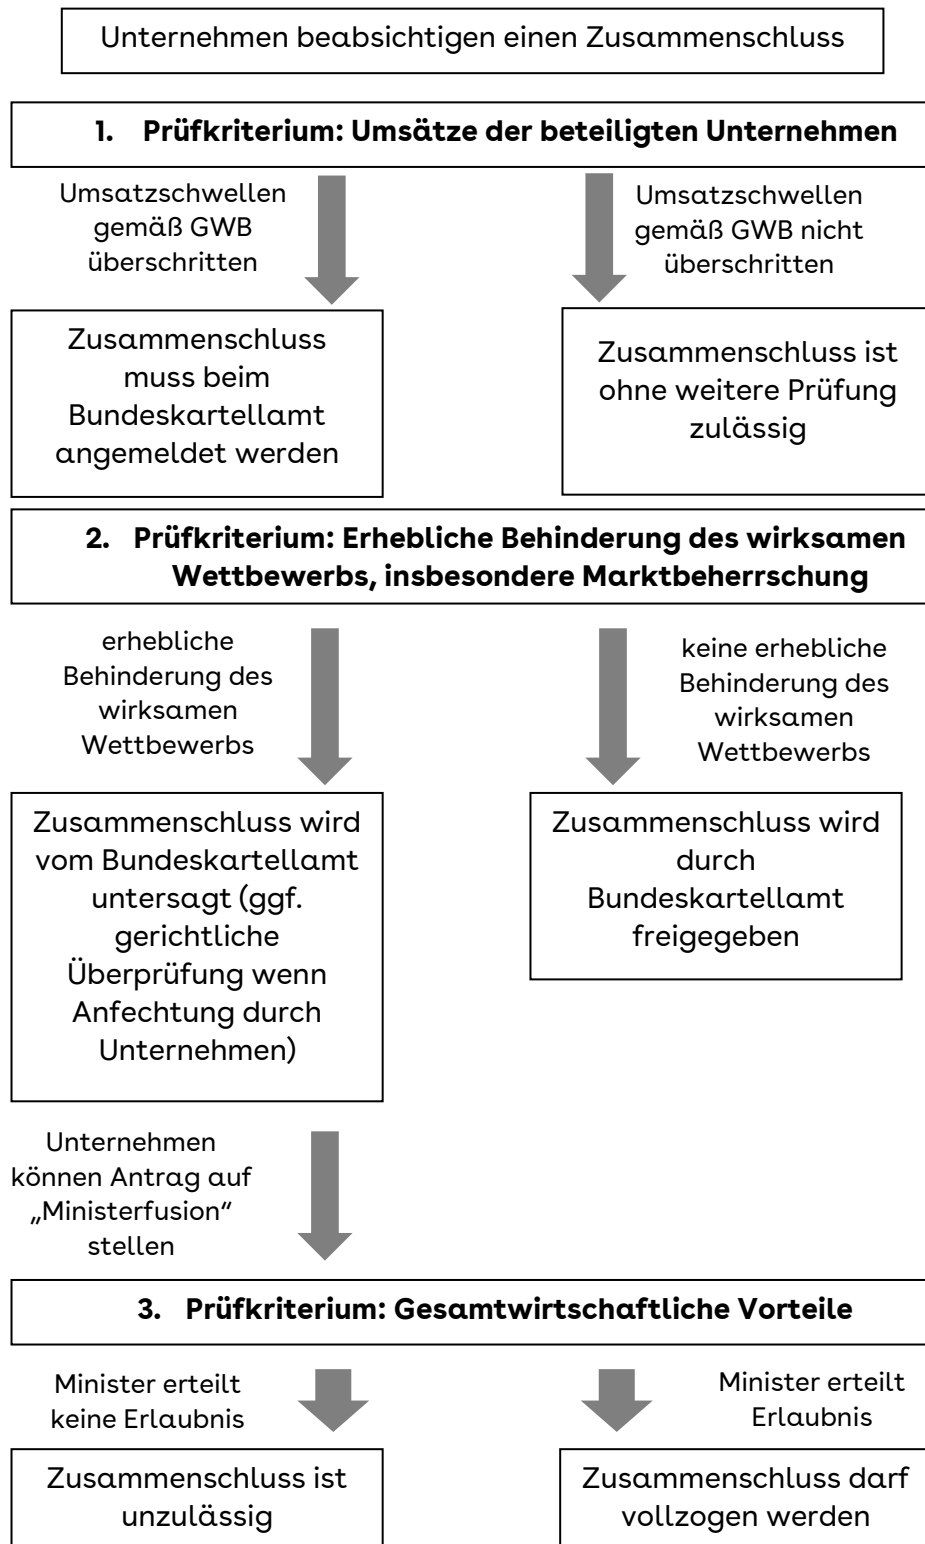 Unternehmen beabsichtigen einen Zusammenschluss
1. Prüfkriterium: Umsätze der beteiligten Unternehmen
Umsatzschwellen
gemäß GWB
überschritten
Umsatzschwellen
gemäß GWB nicht
überschritten
Zusammenschluss
muss beim
Bundeskartellamt
angemeldet werden
Zusammenschluss ist
ohne weitere Prüfung
zulässig
2. Prüfkriterium: Erhebliche Behinderung des wirksamen
Wettbewerbs, insbesondere Marktbeherrschung
erhebliche
Behinderung des
wirksamen
Wettbewerbs
keine erhebliche
Behinderung des
wirksamen
Wettbewerbs
Zusammenschluss wird
vom Bundeskartellamt
untersagt (ggf.
gerichtliche
Überprüfung wenn
Anfechtung durch
Unternehmen)
Zusammenschluss wird
durch
Bundeskartellamt
freigegeben
Unternehmen
können Antrag auf
„Ministerfusion“
stellen
3. Prüfkriterium: Gesamtwirtschaftliche Vorteile
Minister erteilt
keine Erlaubnis
Minister erteilt
Erlaubnis
Zusammenschluss ist
unzulässig
Zusammenschluss darf
vollzogen werden